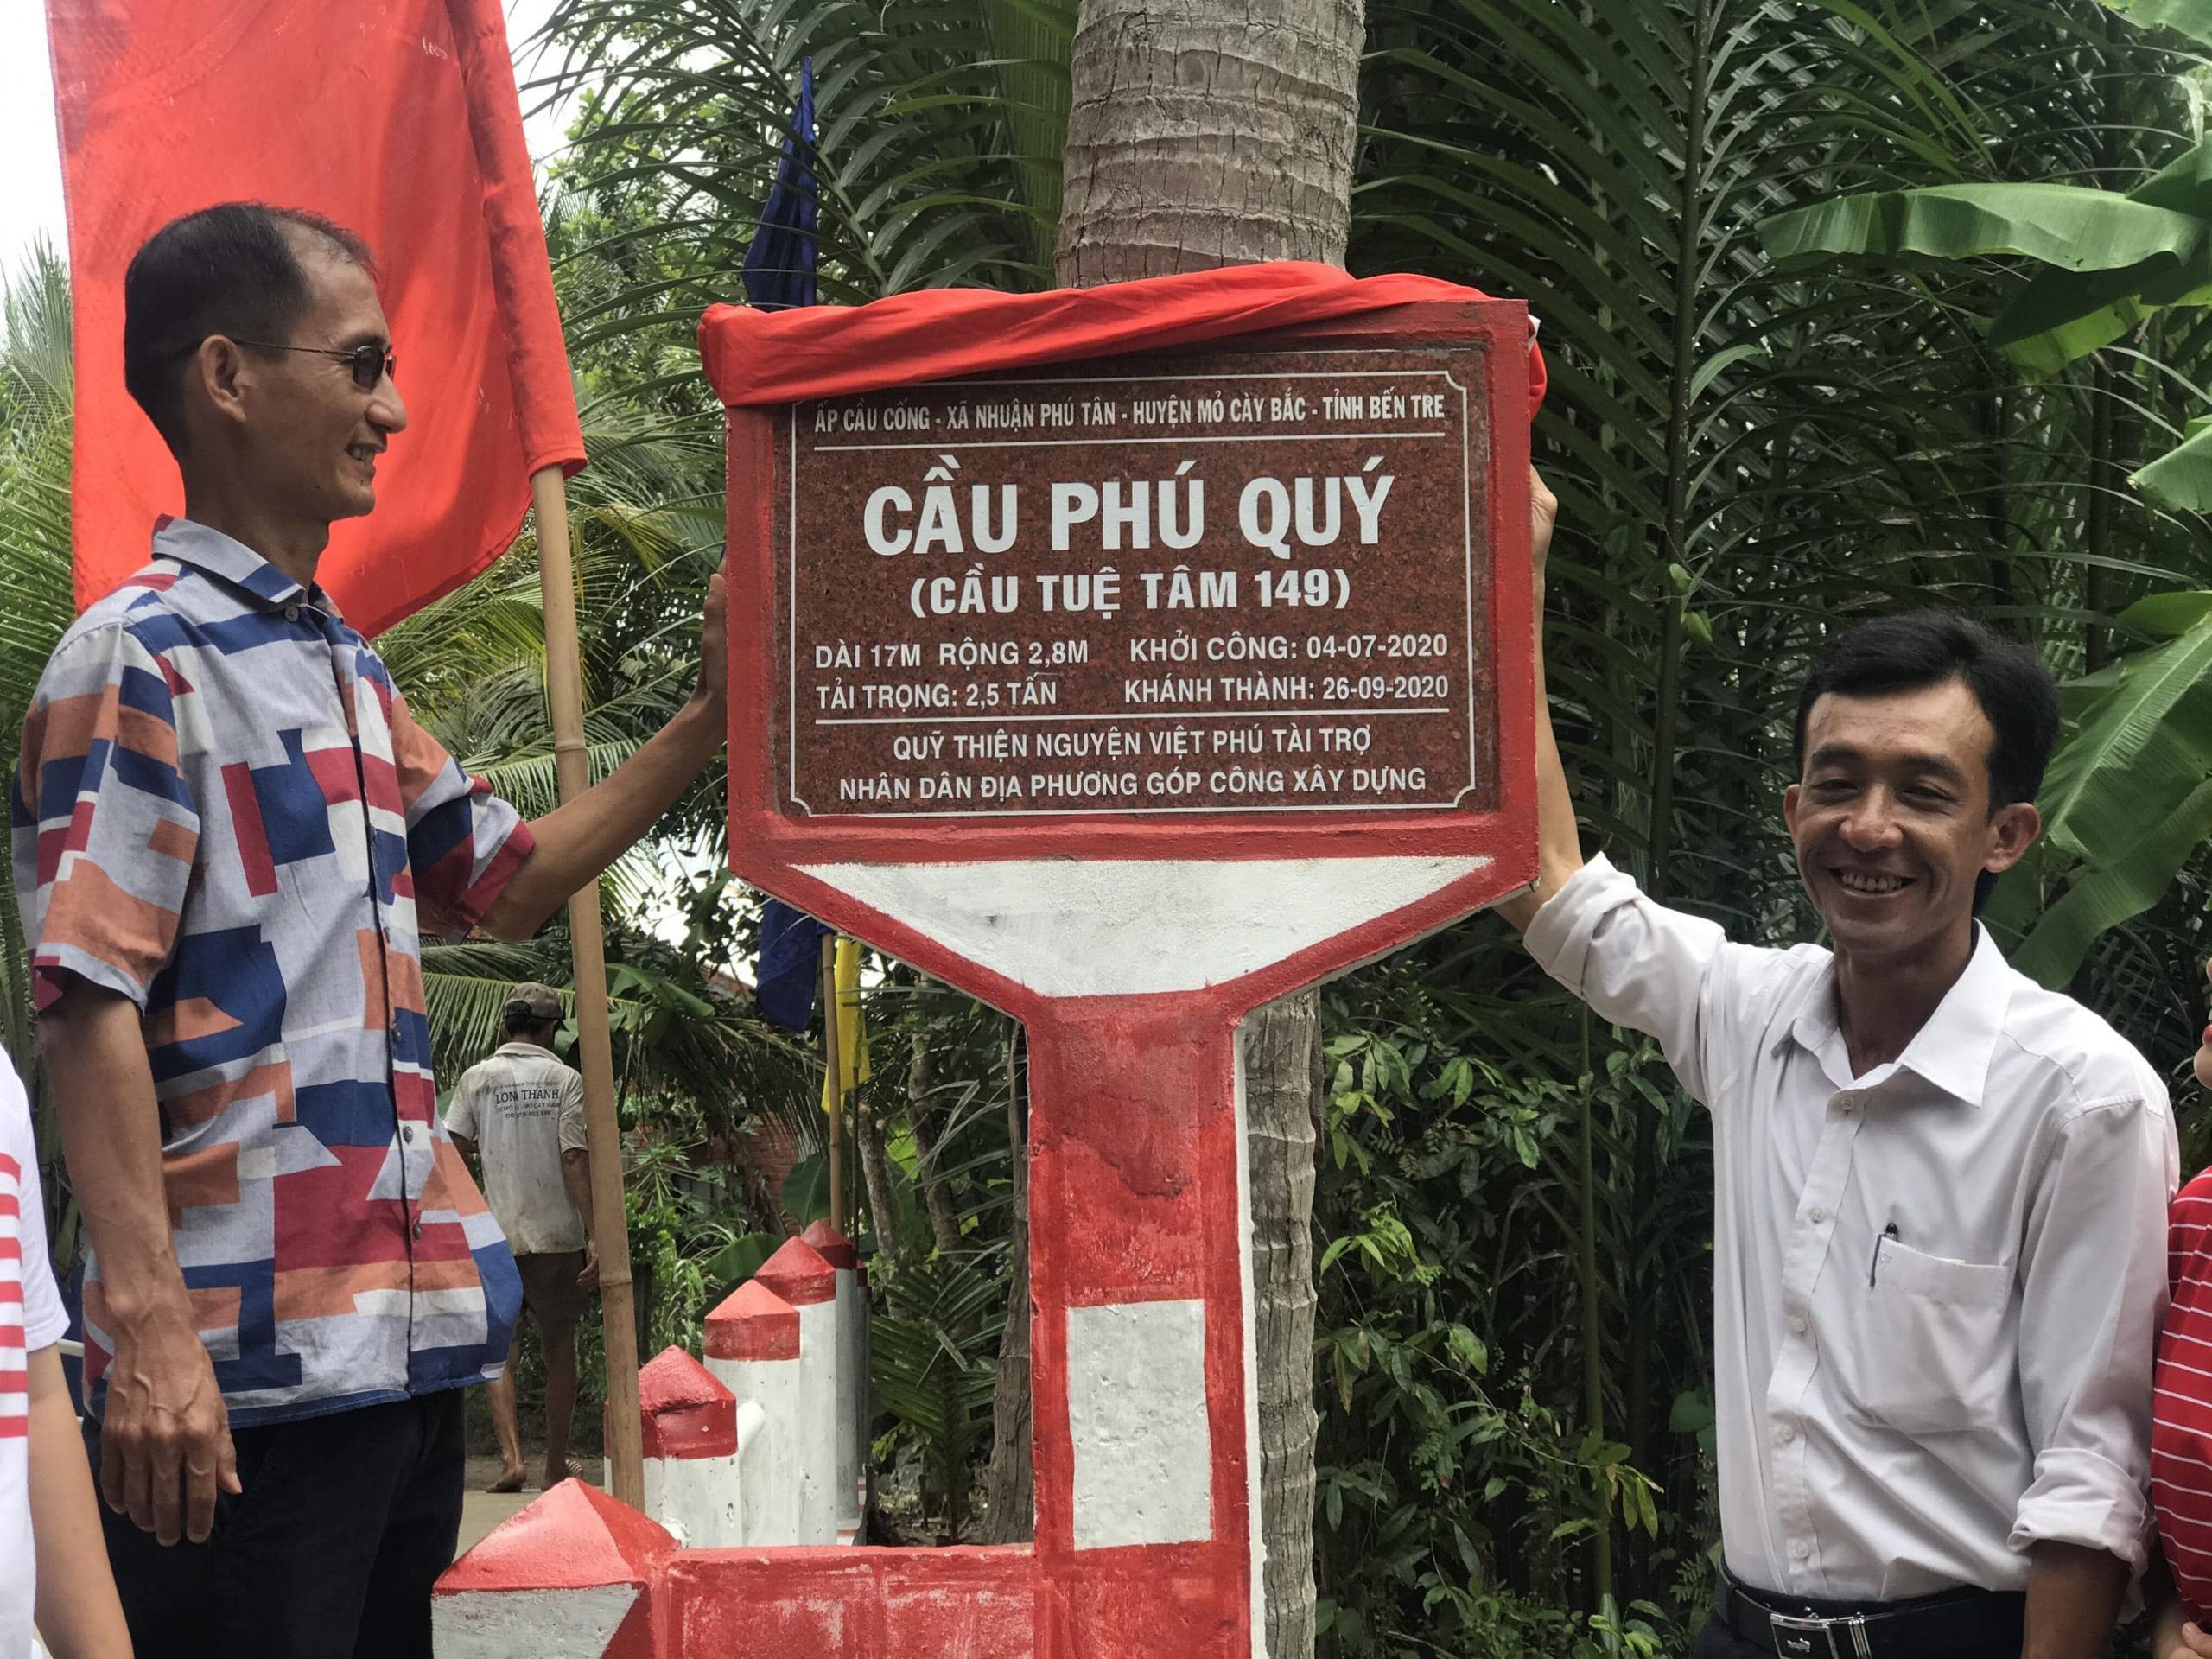 ẤP CẦU CỐNG - XÃ NHUẬN PHÚ TÂN - HUYỆN MỎ CÀY BẮC - TỈNH BẾN TRE
CẦU PHÚ QUÝ
(CẦU TUỆ TÂM 149)
DÀI 17M RỘNG 2,8M KHỞI CÔNG: 04-07-2020
TẢI TRỌNG: 2,5 TẤN KHÁNH THÀNH: 26-09-2020
QUỸ THIỆN NGUYỆN VIỆT PHÚ TÀI TRỢ
NHÂN DÂN ĐỊA PHƯƠNG GÓP CÔNG XÂY DỰNG
LONG THANH